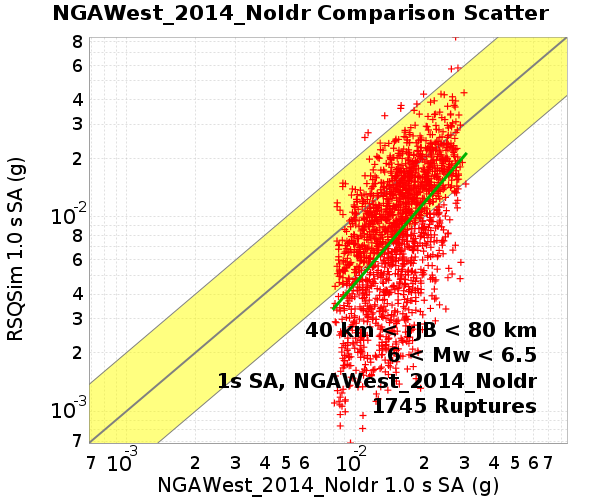 NGAWest_2014_NoIdr Comparison Scatter
RSQSim 1.0 s SA (g)
8
6
4
3
2
10⁻²
8
6
4
3
2
10⁻³
7
40 km < rJB < 80 km
6 < Mw < 6.5
1s SA, NGAWest_2014_NoIdr
1745 Ruptures
7 10⁻³ 2 3 4 5 6 10⁻² 2 3 4 5 6 7
NGAWest_2014_NoIdr 1.0 s SA (g)